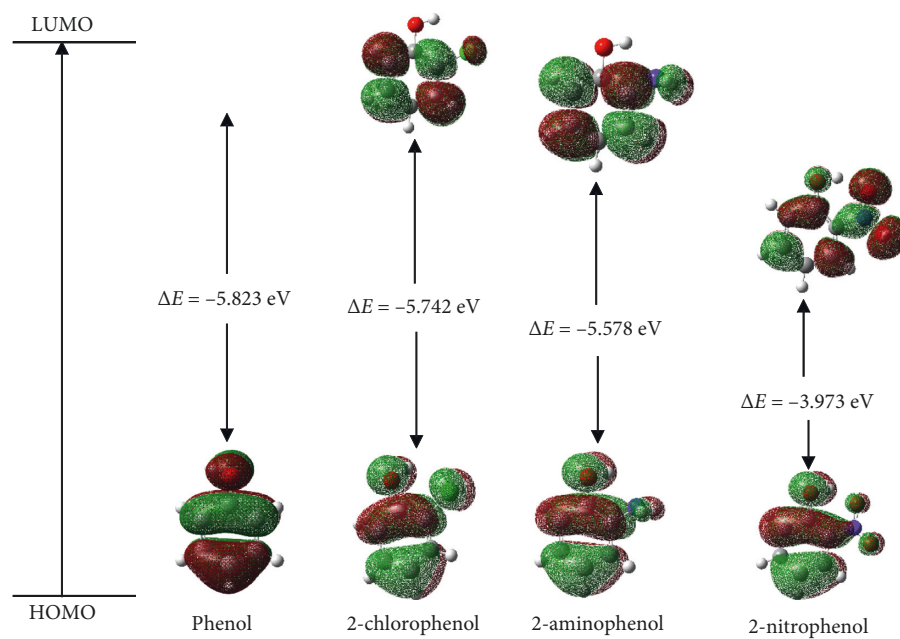 LUMO
ΔE = –5.823 eV
ΔE = –5.742 eV
ΔE = –5.578 eV
ΔE = –3.973 eV
HOMO
Phenol
2-chlorophenol
2-aminophenol
2-nitrophenol